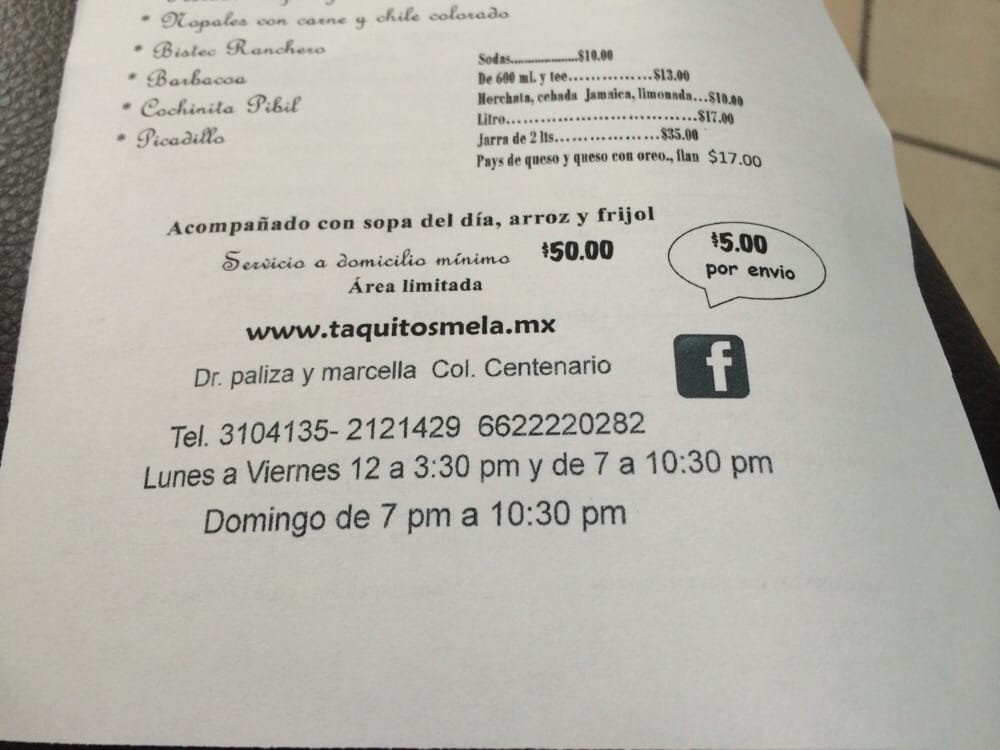 * Nopales con carne y chile colorado
* Bistec Ranchero
* Barbacoa
* Cochinita Pibil
* Picadillo
Sodas.....................$10.00
De 600 ml. y tee...............$13.00
Horchata, cebada Jamaica, limonada...$10.00
Litro..................................$17.00
Jarra de 2 lts...................$35.00
Pays de queso y queso con oreo., flan $17.00
Acompañado con sopa del día, arroz y frijol
Servicio a domicilio mínimo $50.00
Área limitada
$5.00
por envio
www.taquitosmela.mx
Dr. paliza y marcella Col. Centenario
f
Tel. 3104135- 2121429 6622220282
Lunes a Viernes 12 a 3:30 pm y de 7 a 10:30 pm
Domingo de 7 pm a 10:30 pm